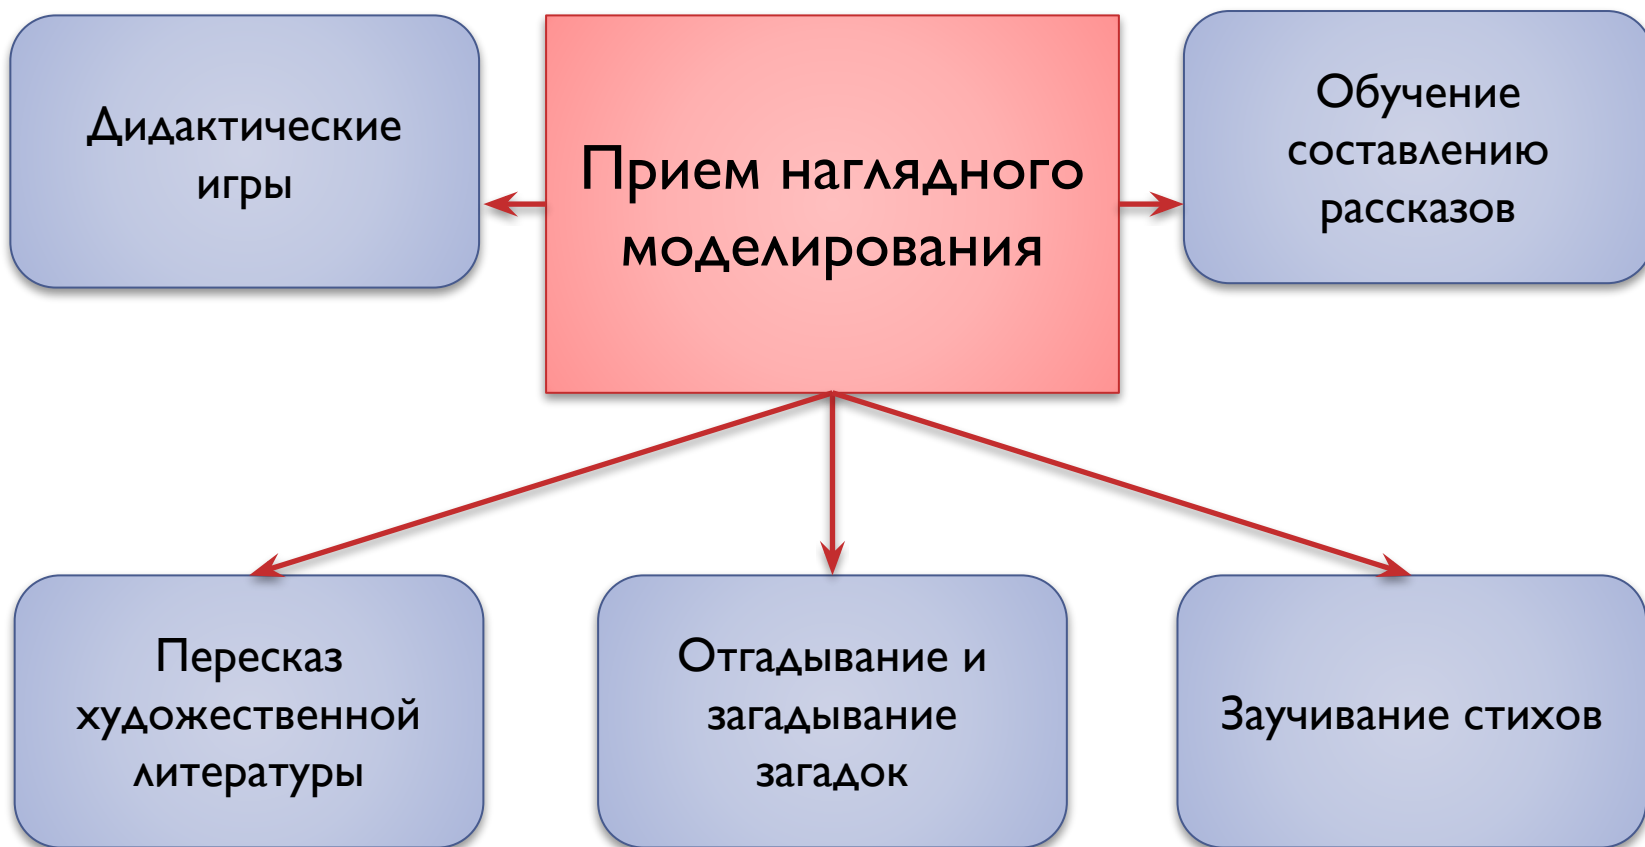 Дидактические
игры
Прием наглядного
моделирования
Обучение
составлению
рассказов
Пересказ
художественной
литературы
Отгадывание и
загадывание
загадок
Заучивание стихов